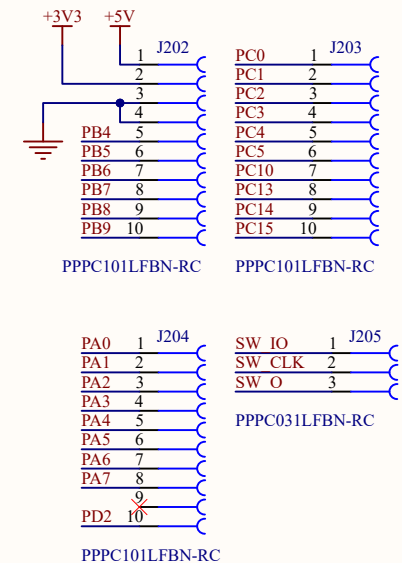 +3V3 +5V
J202 J203
1 PC0 1
2 PC1 2
3 PC2 3
4 PC3 4
PB4 5 PC4 5
PB5 6 PC5 6
PB6 7 PC10 7
PB7 8 PC13 8
PB8 9 PC14 9
PB9 10 PC15 10
PPPC101LFBN-RC PPPC101LFBN-RC
J204 J205
PA0 1 SW IO 1
PA1 2 SW CLK 2
PA2 3 SW O 3
PA3 4
PA4 5 PPPC031LFBN-RC
PA5 6
PA6 7
PA7 8
9
PD2 10
PPPC101LFBN-RC